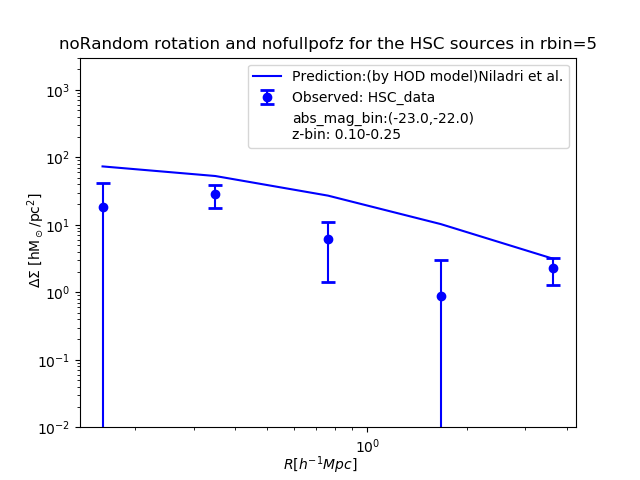 noRandom rotation and nofullpofz for the HSC sources in rbin=5
Prediction:(by HOD model)Niladri et al.
Observed: HSC_data
abs_mag_bin:(-23.0,-22.0)
z-bin: 0.10-0.25
10³
10²
10¹
10⁰
10⁻¹
10⁻²
ΔΣ [hM⊙/pc²]
10⁰
R[h⁻¹Mpc]